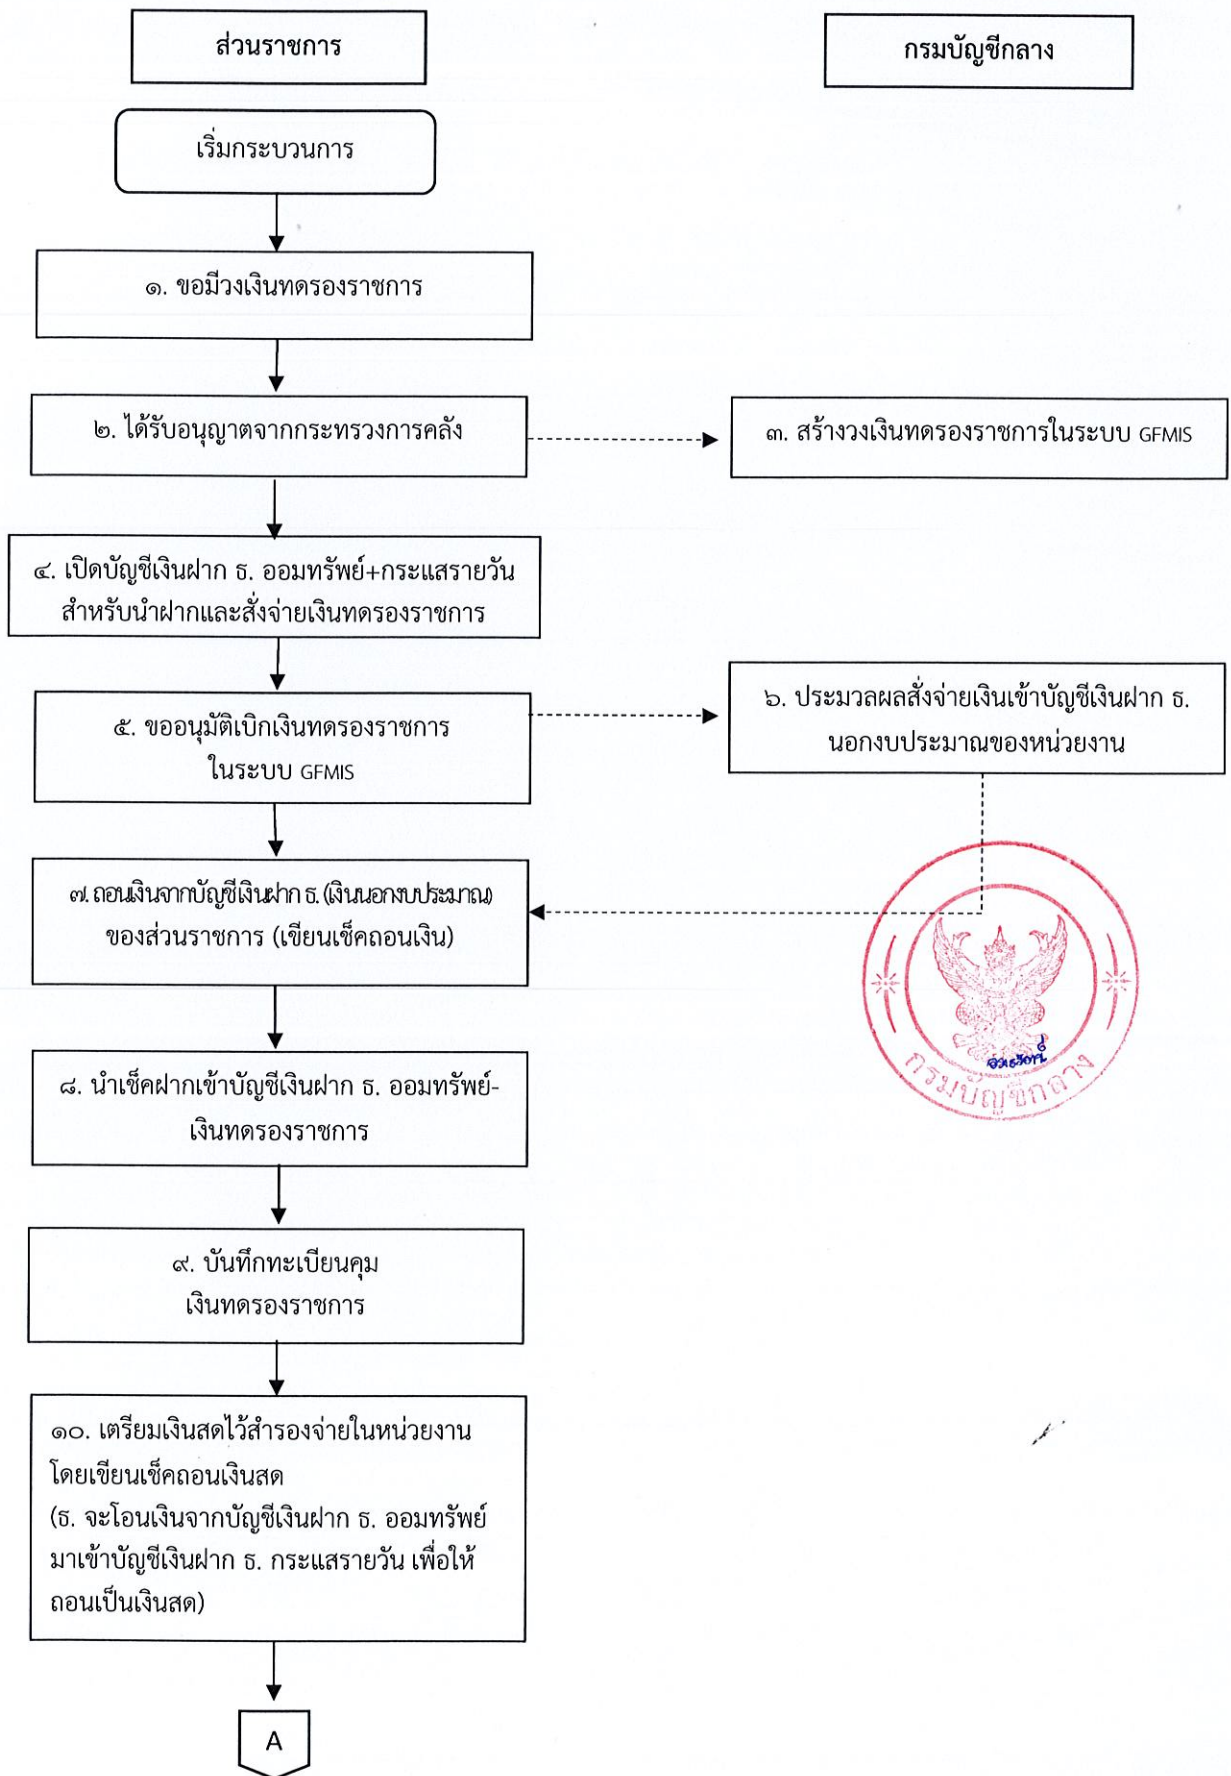 ส่วนราชการ
กรมบัญชีกลาง
เริ่มกระบวนการ
๑. ขอมีวงเงินทดรองราชการ
๒. ได้รับอนุญาตจากกระทรวงการคลัง
๓. สร้างวงเงินทดรองราชการในระบบ GFMIS
๔. เปิดบัญชีเงินฝาก ธ. ออมทรัพย์+กระแสรายวัน
สำหรับนำฝากและสั่งจ่ายเงินทดรองราชการ
๕. ขออนุมัติเบิกเงินทดรองราชการ
ในระบบ GFMIS
๖. ประมวลผลสั่งจ่ายเงินเข้าบัญชีเงินฝาก ธ.
นอกงบประมาณของหน่วยงาน
๗. ถอนเงินจากบัญชีเงินฝาก ธ. (เงินนอกงบประมาณ)
ของส่วนราชการ (เขียนเช็คถอนเงิน)
กรมบัญชีกลาง
๘. นำเช็คฝากเข้าบัญชีเงินฝาก ธ. ออมทรัพย์-
เงินทดรองราชการ
๙. บันทึกทะเบียนคุม
เงินทดรองราชการ
๑๐. เตรียมเงินสดไว้สำรองจ่ายในหน่วยงาน
โดยเขียนเช็คถอนเงินสด
(ธ. จะโอนเงินจากบัญชีเงินฝาก ธ. ออมทรัพย์
มาเข้าบัญชีเงินฝาก ธ. กระแสรายวัน เพื่อให้
ถอนเป็นเงินสด)
A